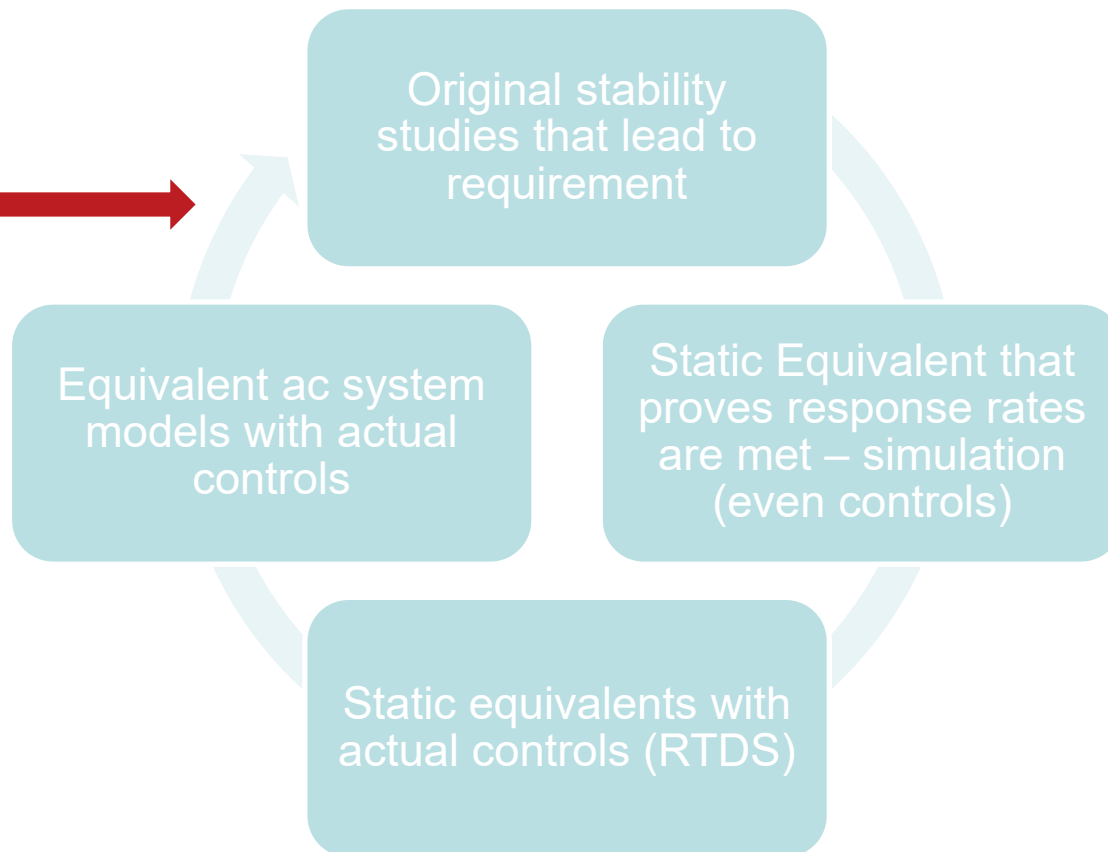 Original stability
studies that lead to
requirement
Equivalent ac system
models with actual
controls
Static Equivalent that
proves response rates
are met – simulation
(even controls)
Static equivalents with
actual controls (RTDS)